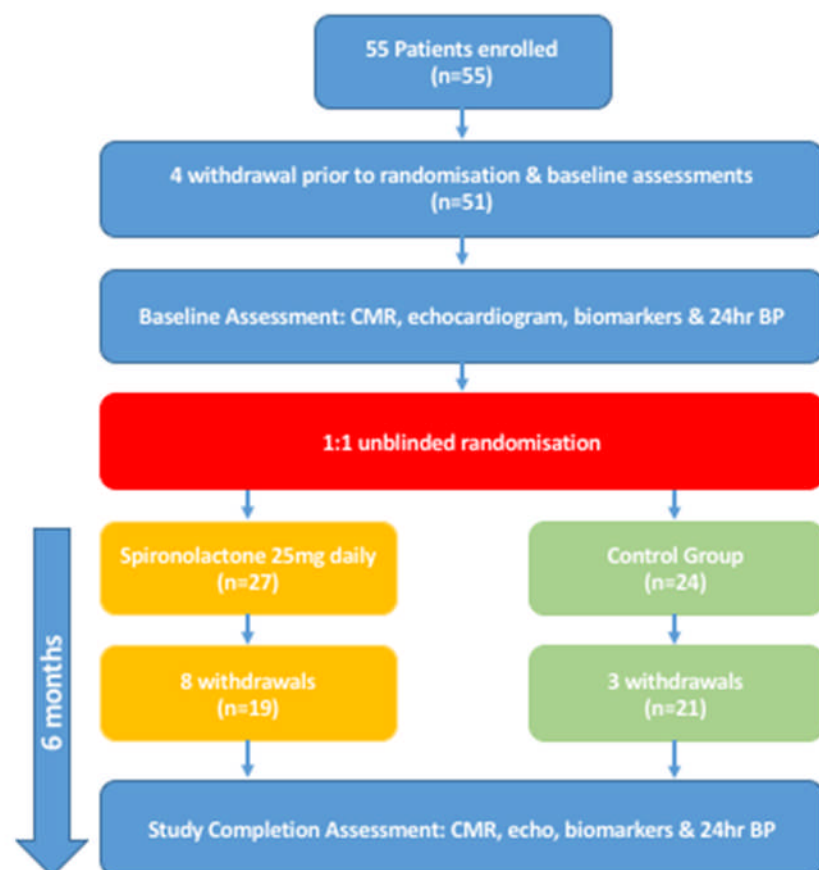 55 Patients enrolled
(n=55)
4 withdrawal prior to randomisation & baseline assessments
(n=51)
Baseline Assessment: CMR, echocardiogram, biomarkers & 24hr BP
1:1 unblinded randomisation
Spironolactone 25mg daily
(n=27)
Control Group
(n=24)
8 withdrawals
(n=19)
3 withdrawals
(n=21)
6 months
Study Completion Assessment: CMR, echo, biomarkers & 24hr BP